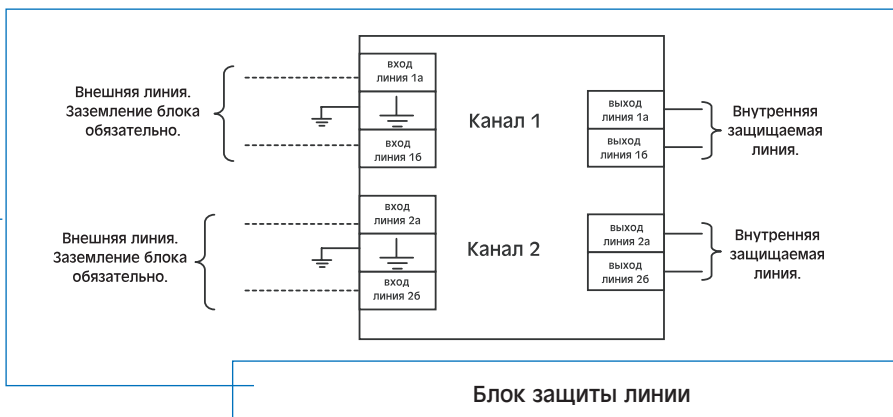 вход
линия 1а
Внешняя линия.
Заземление блока
обязательно.
вход
линия 1б
Канал 1
выход
линия 1а
выход
линия 1б
Внутренняя
защищаемая
линия.
вход
линия 2а
Внешняя линия.
Заземление блока
обязательно.
вход
линия 2б
Канал 2
выход
линия 2а
выход
линия 2б
Внутренняя
защищаемая
линия.
Блок защиты линии